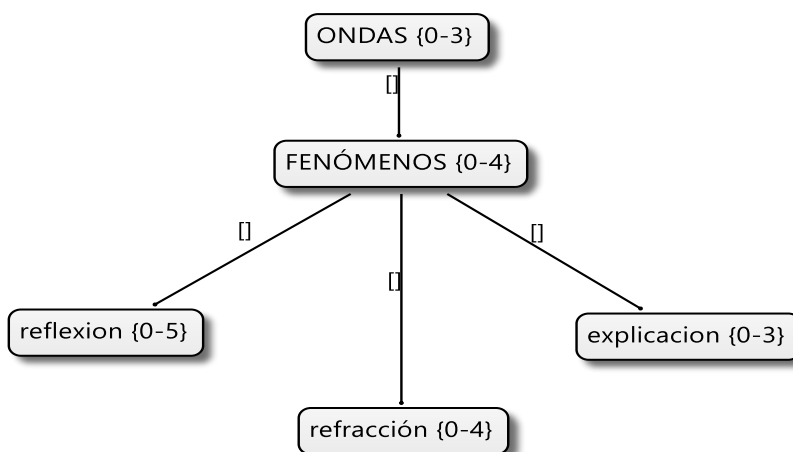 ONDAS {0-3}
[]
FENÓMENOS {0-4}
[]
[]
[]
reflexion {0-5}
explicacion {0-3}
refracción {0-4}